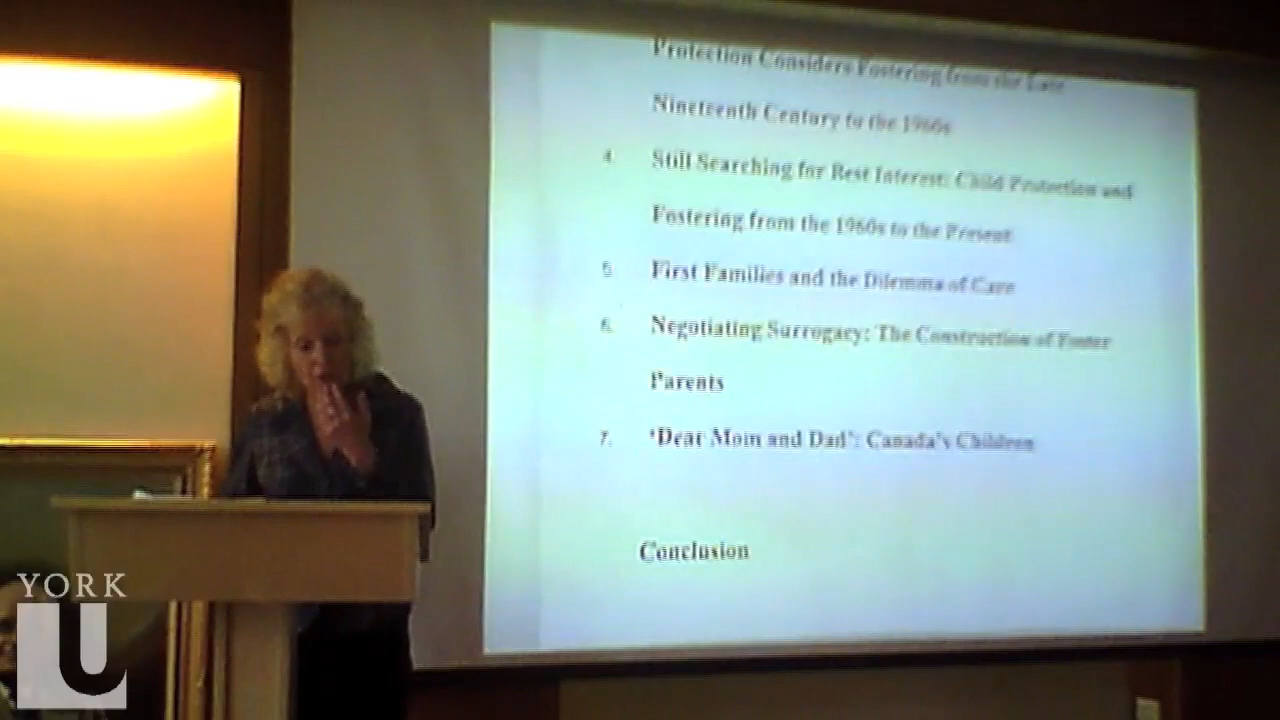 Protection Considers Fostering from the Late
Nineteenth Century to the 1960s
4. Still Searching for Best Interest: Child Protection and
Fostering from the 1960s to the Present
5. First Families and the Dilemma of Care
6. Negotiating Surrogacy: The Construction of Foster
Parents
7. ‘Dear Mom and Dad’: Canada’s Children
Conclusion
YORK
U